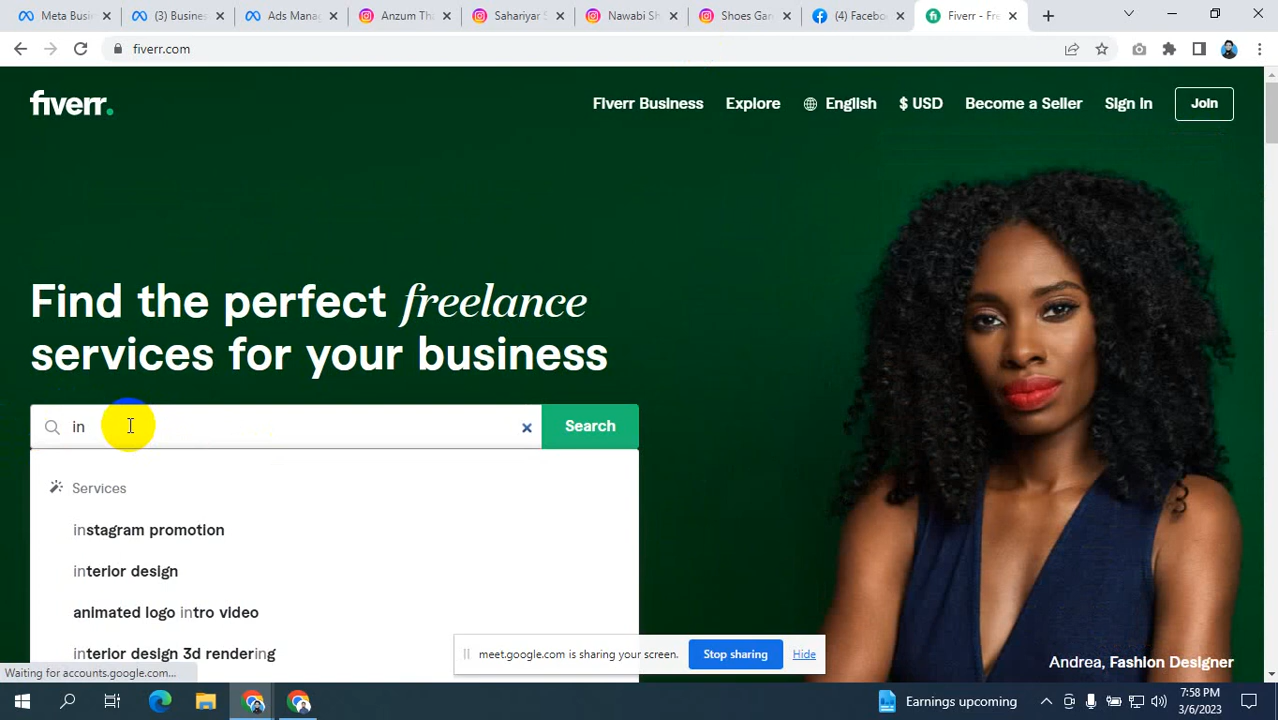 Meta Busi
(3) Busine
Ads Mana
Anzum Th
Sahariyar S
Nawabi Sh
Shoes Gar
(4) Facebo
Fiverr - Fre
fiverr.com
fiverr.
Fiverr Business
Explore
English
$ USD
Become a Seller
Sign In
Join
Find the perfect freelance
services for your business
in
Search
Services
instagram promotion
interior design
animated logo intro video
interior design 3d rendering
meet.google.com is sharing your screen.
Stop sharing
Hide
Andrea, Fashion Designer
Waiting for accounts.google.com...
Earnings upcoming
7:58 PM
3/6/2023